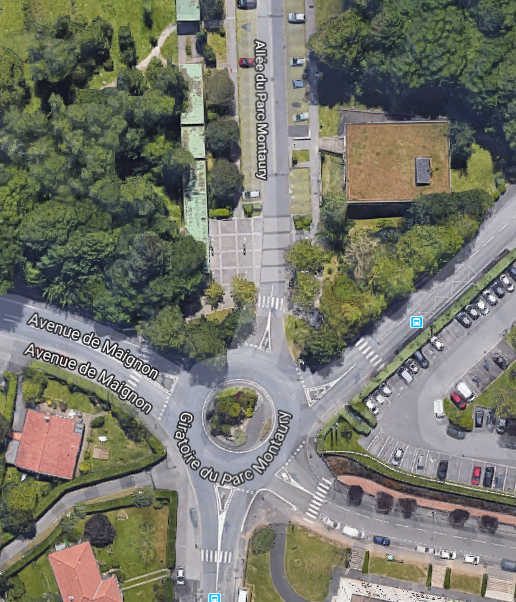 Allée du Parc Montaury
Avenue de Maignon
Avenue de Maignon
Giratoire du Parc Montaury